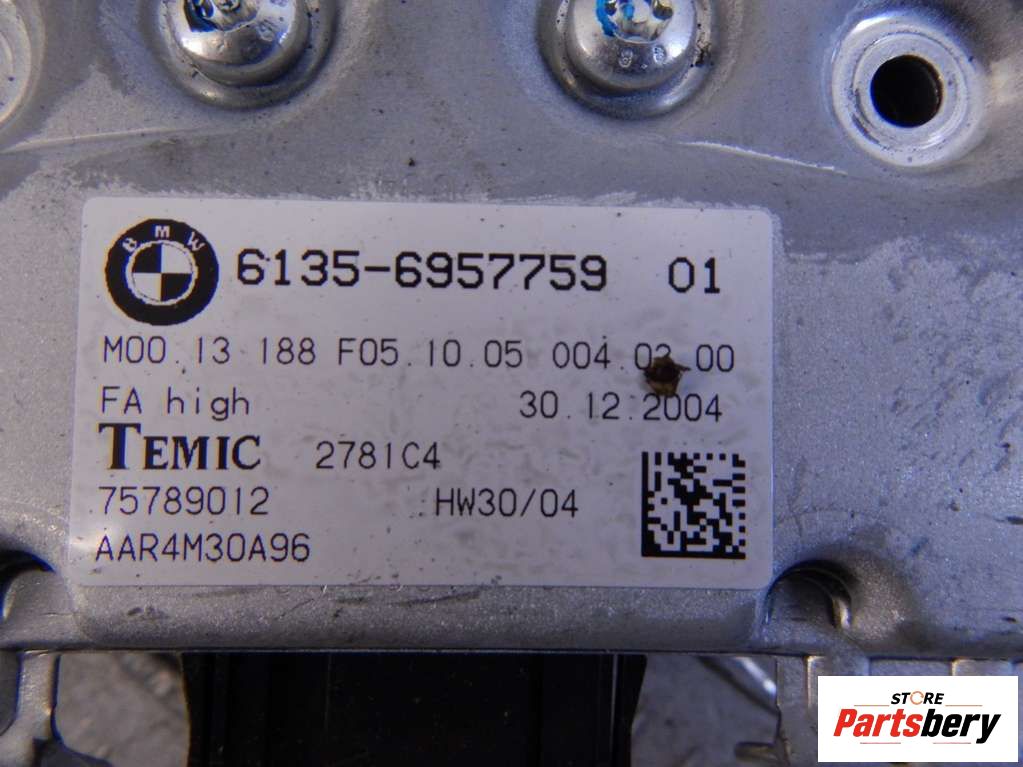 BMW
6135-6957759 01
M00.13 188 F05.10.05 004.02.00
FA high 30.12.2004
TEMIC 2781C4
75789012 HW30/04
AAR4M30A96
STORE
Partsbery